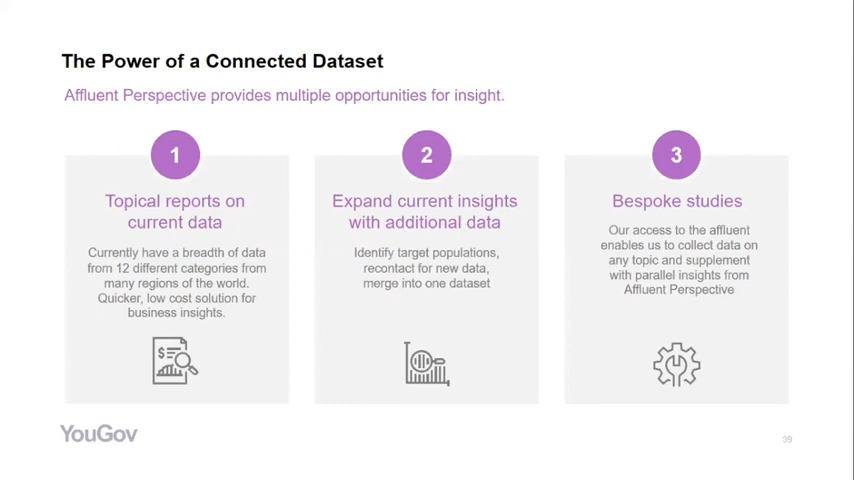 The Power of a Connected Dataset
Affluent Perspective provides multiple opportunities for insight.
1
Topical reports on
current data
Currently have a breadth of data
from 12 different categories from
many regions of the world.
Quicker, low cost solution for
business insights.
$
2
Expand current insights
with additional data
Identify target populations,
recontact for new data,
merge into one dataset
3
Bespoke studies
Our access to the affluent
enables us to collect data on
any topic and supplement
with parallel insights from
Affluent Perspective
YouGov
39